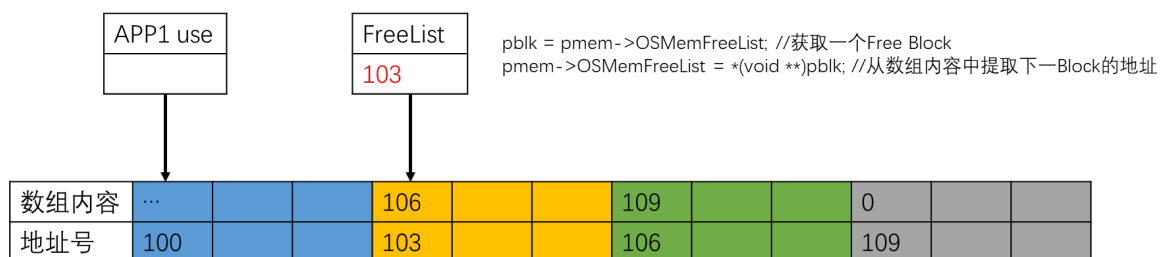 APP1 use
FreeList
103
pblk = pmem->OSMemFreeList; //获取一个Free Block
pmem->OSMemFreeList = *(void **)pblk; //从数组内容中提取下一Block的地址
数组内容 ... 106 109 0
地址号 100 103 106 109